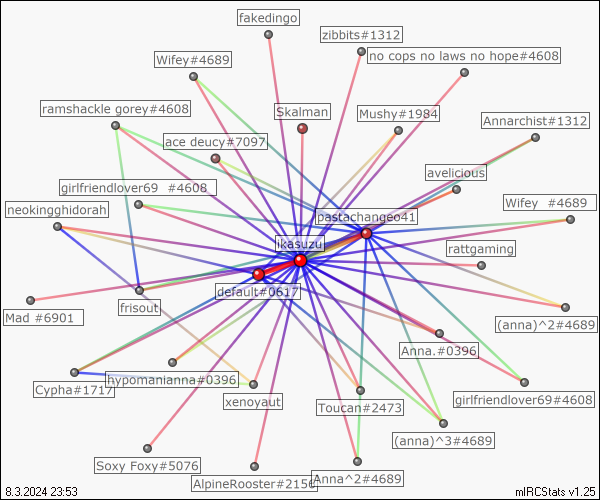 fakedingo
zibbits#1312
no cops no laws no hope#4608
Wifey#4689
ramshackle gorey#4608
Skalman
Mushy#1984
Annarchist#1312
ace deucy#7097
avelicious
girlfriendlover69 #4608
neokingghidorah
pastachangeo41
Wifey #4689
ikasuzu
rattgaming
default#0617
frisout
Mad #6901
(anna)^2#4689
Anna.#0396
hypomanianna#0396
Cypha#1717
xenoyaut
Toucan#2473
girlfriendlover69#4608
(anna)^3#4689
Soxy Foxy#5076
AlpineRooster#2156
Anna^2#4689
8.3.2024 23:53
mIRCStats v1.25